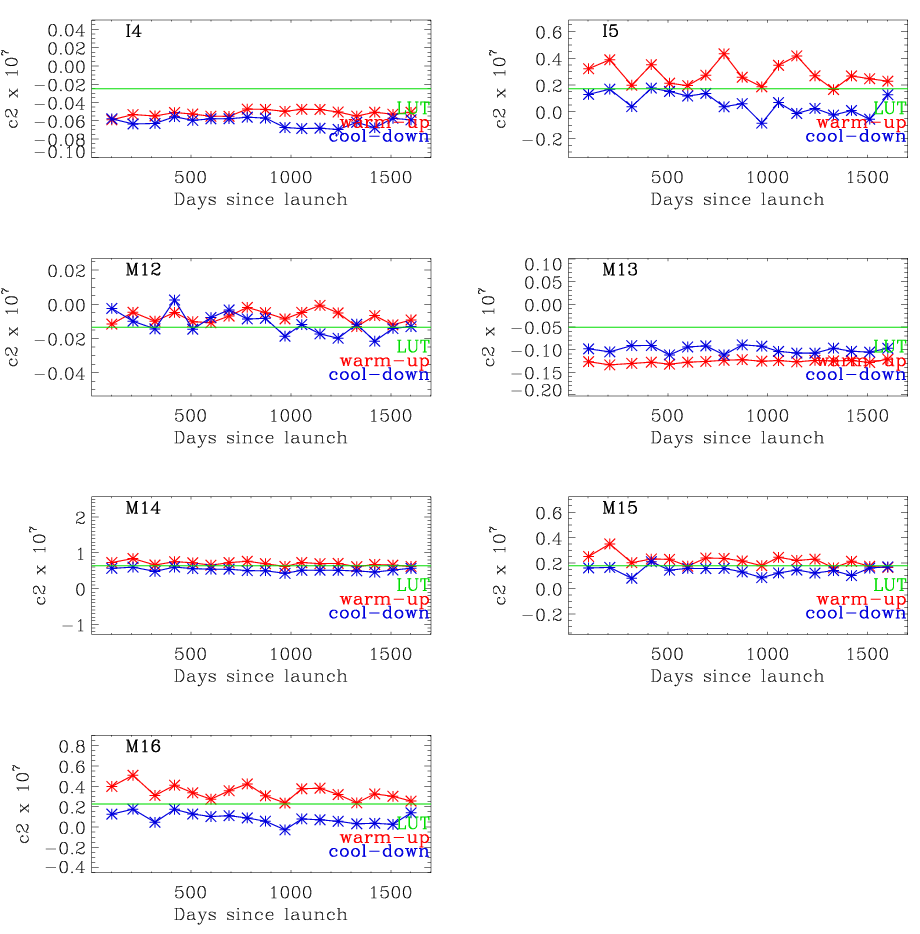 I4
0.04
0.02
0.00
−0.02
−0.04
−0.06
−0.08
−0.10
c2 x 10⁷
LUT
warm−up
cool−down
500 1000 1500
Days since launch
I5
0.6
0.4
0.2
0.0
−0.2
c2 x 10⁷
LUT
warm−up
cool−down
500 1000 1500
Days since launch
M12
0.02
0.00
−0.02
−0.04
c2 x 10⁷
LUT
warm−up
cool−down
500 1000 1500
Days since launch
M13
0.10
0.05
0.00
−0.05
−0.10
−0.15
−0.20
c2 x 10⁷
LUT
warm−up
cool−down
500 1000 1500
Days since launch
M14
2
1
0
−1
c2 x 10⁷
LUT
warm−up
cool−down
500 1000 1500
Days since launch
M15
0.6
0.4
0.2
0.0
−0.2
c2 x 10⁷
LUT
warm−up
cool−down
500 1000 1500
Days since launch
M16
0.8
0.6
0.4
0.2
0.0
−0.2
−0.4
c2 x 10⁷
LUT
warm−up
cool−down
500 1000 1500
Days since launch